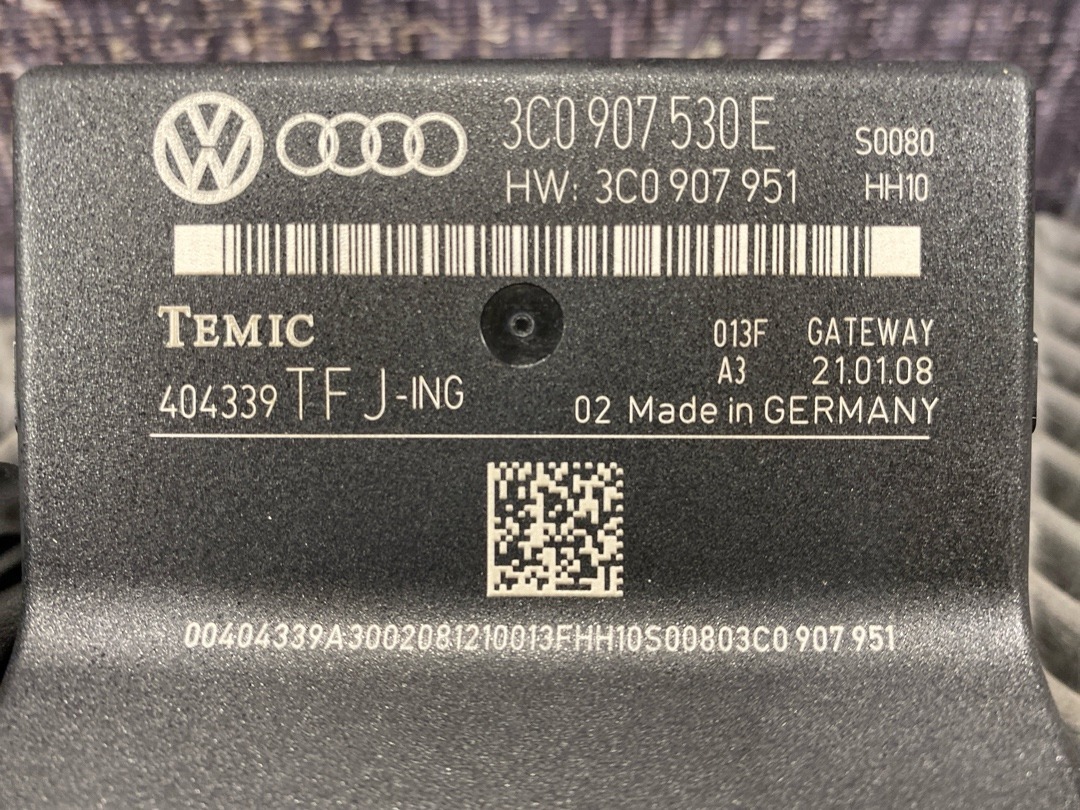 3C0 907 530 E S0080
HW: 3C0 907 951 HH10
TEMIC 013F GATEWAY
A3 21.01.08
404339 TFJ-ING 02 Made in GERMANY
00404339A3002081210013FHH10S00803C0 907 951